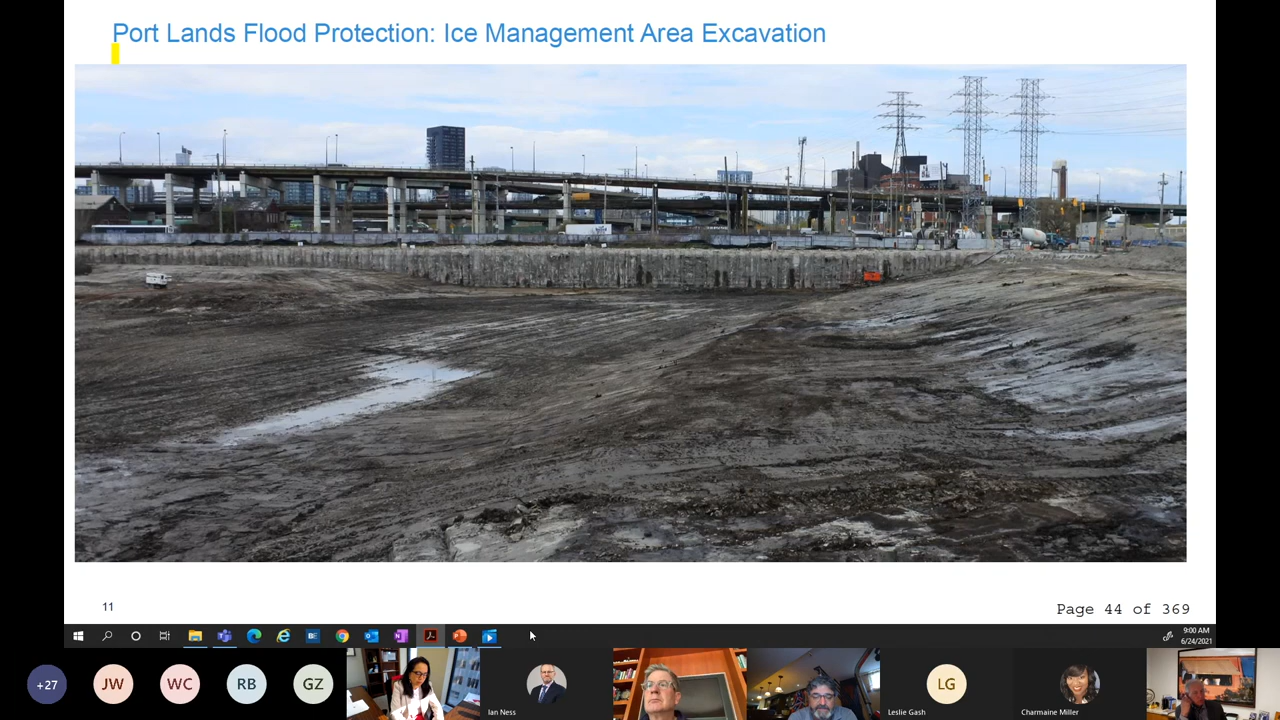 Port Lands Flood Protection: Ice Management Area Excavation
11
Page 44 of 369
9:00 AM
6/24/2021
+27
JW
WC
RB
GZ
Ian Ness
LG
Leslie Gash
Charmaine Miller